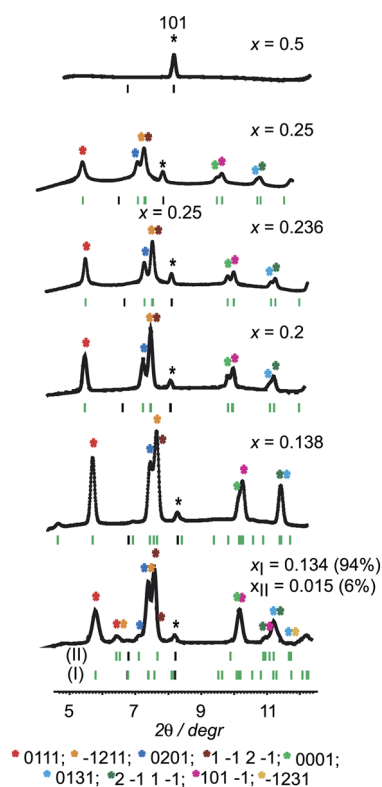 101
*
x = 0.5
x = 0.25
*
x = 0.25
x = 0.236
*
x = 0.2
*
x = 0.138
*
xI = 0.134 (94%)
xII = 0.015 (6%)
*
(II)
(I)
5 7 9 11
2θ / degr
0111; -1211; 0201; 1 -1 2 -1; 0001;
0131; 2 -1 1 -1; 101 -1; -1231